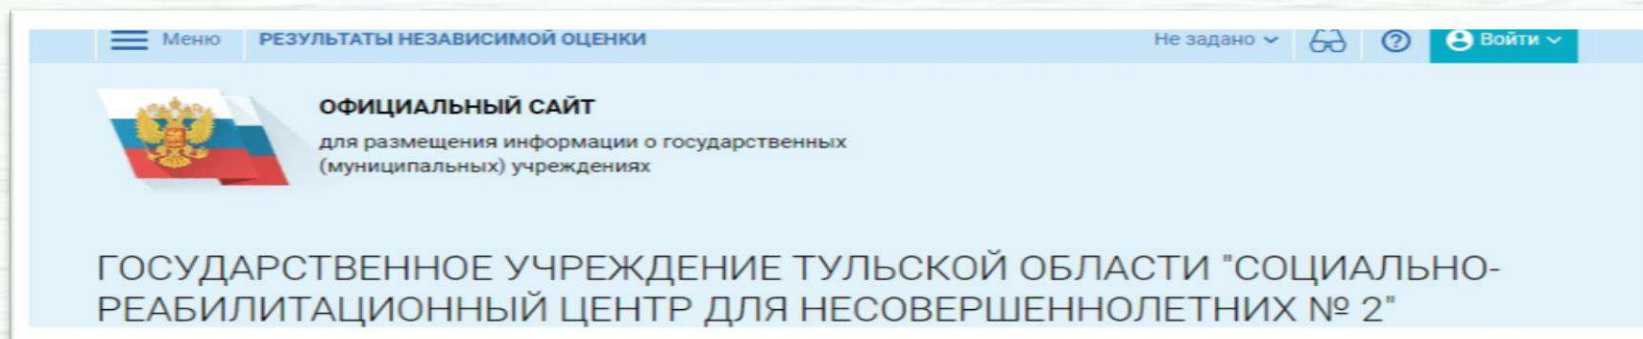 Меню РЕЗУЛЬТАТЫ НЕЗАВИСИМОЙ ОЦЕНКИ Не задано Войти
ОФИЦИАЛЬНЫЙ САЙТ
для размещения информации о государственных
(муниципальных) учреждениях
ГОСУДАРСТВЕННОЕ УЧРЕЖДЕНИЕ ТУЛЬСКОЙ ОБЛАСТИ "СОЦИАЛЬНО-
РЕАБИЛИТАЦИОННЫЙ ЦЕНТР ДЛЯ НЕСОВЕРШЕННОЛЕТНИХ № 2"